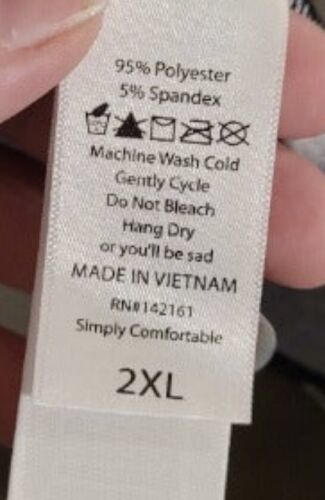 95% Polyester
5% Spandex
Machine Wash Cold
Gently Cycle
Do Not Bleach
Hang Dry
or you'll be sad
MADE IN VIETNAM
RN#142161
Simply Comfortable
2XL